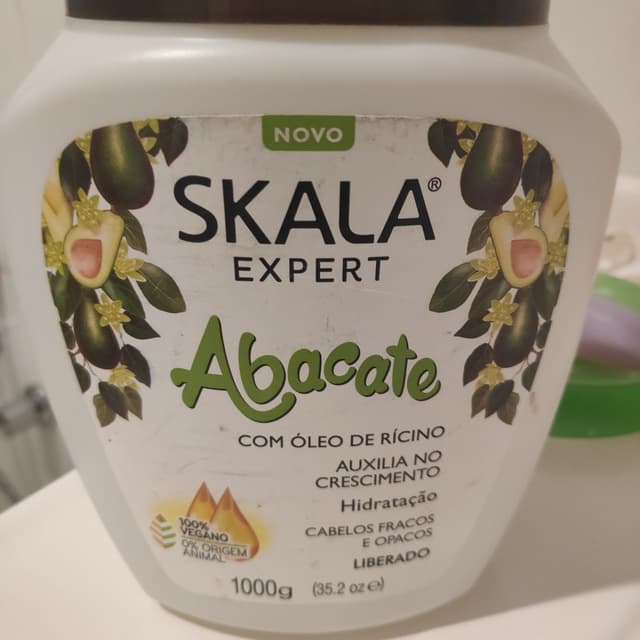 NOVO
SKALA®
EXPERT
Abacate
COM ÓLEO DE RÍCINO
AUXILIA NO
CRESCIMENTO
Hidratação
CABELOS FRACOS
E OPACOS
LIBERADO
100%
VEGANO
0% ORIGEM
ANIMAL
1000g (35.2 oz ℮)